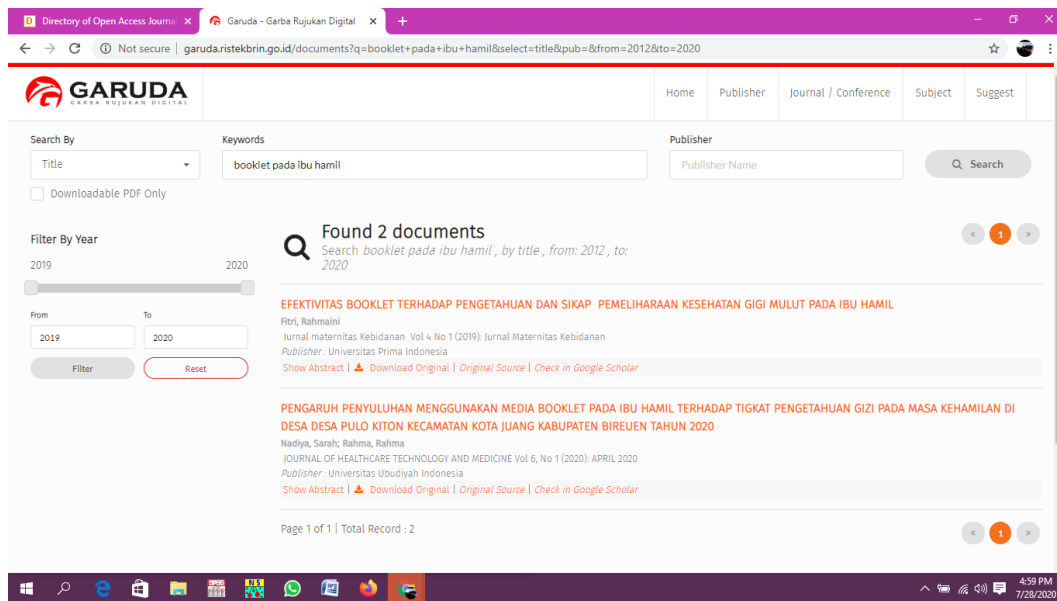 Directory of Open Access Journal
Garuda - Garba Rujukan Digital
Not secure | garuda.ristekbrin.go.id/documents?q=booklet+pada+ibu+hamil&select=title&pub=&from=2012&to=2020
GARUDA
GARBA RUJUKAN DIGITAL
Home Publisher Journal / Conference Subject Suggest
Search By Keywords Publisher
Title booklet pada ibu hamil Publisher Name Search
Downloadable PDF Only
Filter By Year
2019 2020
From To
2019 2020
Filter Reset
Found 2 documents
Search booklet pada ibu hamil , by title , from: 2012 , to:
2020
« 1 »
EFEKTIVITAS BOOKLET TERHADAP PENGETAHUAN DAN SIKAP PEMELIHARAAN KESEHATAN GIGI MULUT PADA IBU HAMIL
Fitri, Rahmaini
Jurnal maternitas Kebidanan Vol 4 No 1 (2019): Jurnal Maternitas Kebidanan
Publisher : Universitas Prima Indonesia
Show Abstract | Download Original | Original Source | Check in Google Scholar
PENGARUH PENYULUHAN MENGGUNAKAN MEDIA BOOKLET PADA IBU HAMIL TERHADAP TIGKAT PENGETAHUAN GIZI PADA MASA KEHAMILAN DI
DESA DESA PULO KITON KECAMATAN KOTA JUANG KABUPATEN BIREUEN TAHUN 2020
Nadiya, Sarah; Rahma, Rahma
JOURNAL OF HEALTHCARE TECHNOLOGY AND MEDICINE Vol 6, No 1 (2020): APRIL 2020
Publisher : Universitas Ubudiyah Indonesia
Show Abstract | Download Original | Original Source | Check in Google Scholar
Page 1 of 1 | Total Record : 2
« 1 »
4:59 PM
7/28/2020